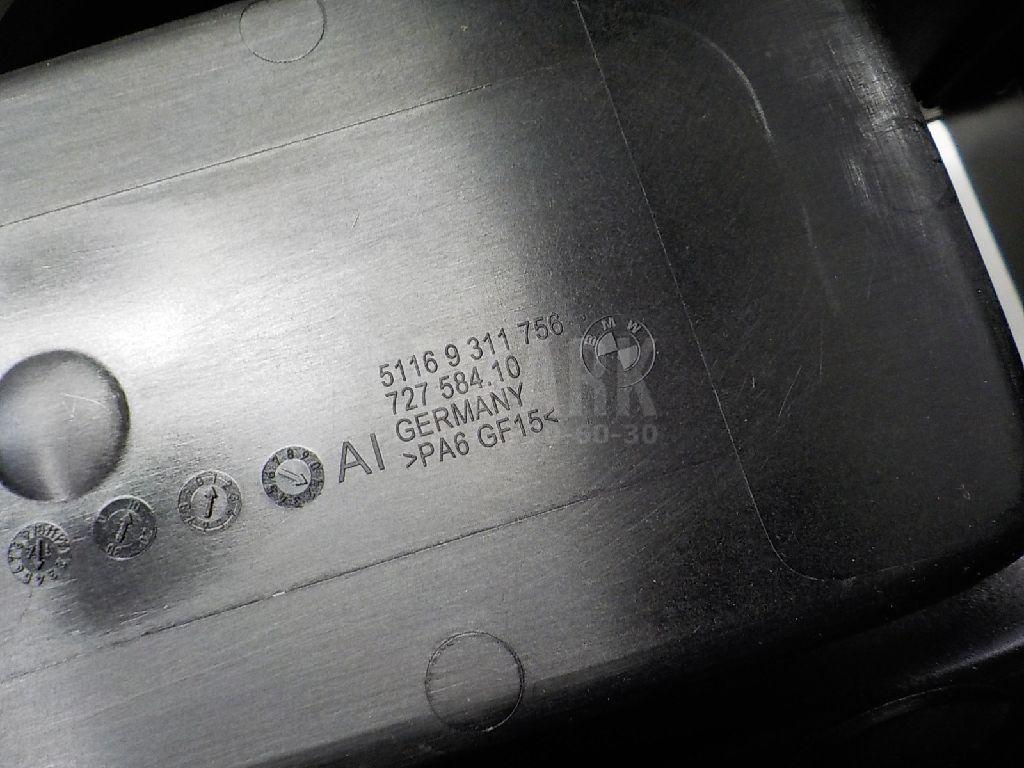 5116 9 311 756
727 584.10
GERMANY
>PA6 GF15<
AI
BMW